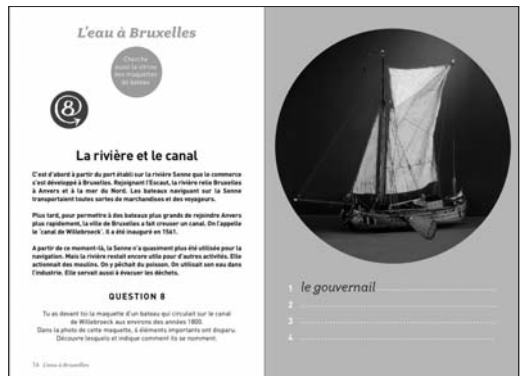 L'eau à Bruxelles
Cherche
aussi la vitrine
des maquettes
de bateau
8
La rivière et le canal
C'est d'abord à partir du port établi sur la rivière Senne que le commerce
s'est développé à Bruxelles. Rejoignant l'Escaut, la rivière relie Bruxelles
à Anvers et à la mer du Nord. Les bateaux naviguant sur la Senne
transportaient toutes sortes de marchandises et des voyageurs.
Plus tard, pour permettre à des bateaux plus grands de rejoindre Anvers
plus rapidement, la ville de Bruxelles a fait creuser un canal. On l'appelle
le 'canal de Willebroeck'. Il a été inauguré en 1561.
A partir de ce moment-là, la Senne n'a quasiment plus été utilisée pour la
navigation. Mais la rivière restait encore utile pour d'autres activités. Elle
actionnait des moulins. On y pêchait du poisson. On utilisait son eau dans
l'industrie. Elle servait aussi à évacuer les déchets.
QUESTION 8
Tu as devant toi la maquette d'un bateau qui circulait sur le canal
de Willebroeck aux environs des années 1800.
Dans la photo de cette maquette, 4 éléments importants ont disparu.
Découvre lesquels et indique comment ils se nomment.
16 L'eau à Bruxelles
1 le gouvernail
2
3
4